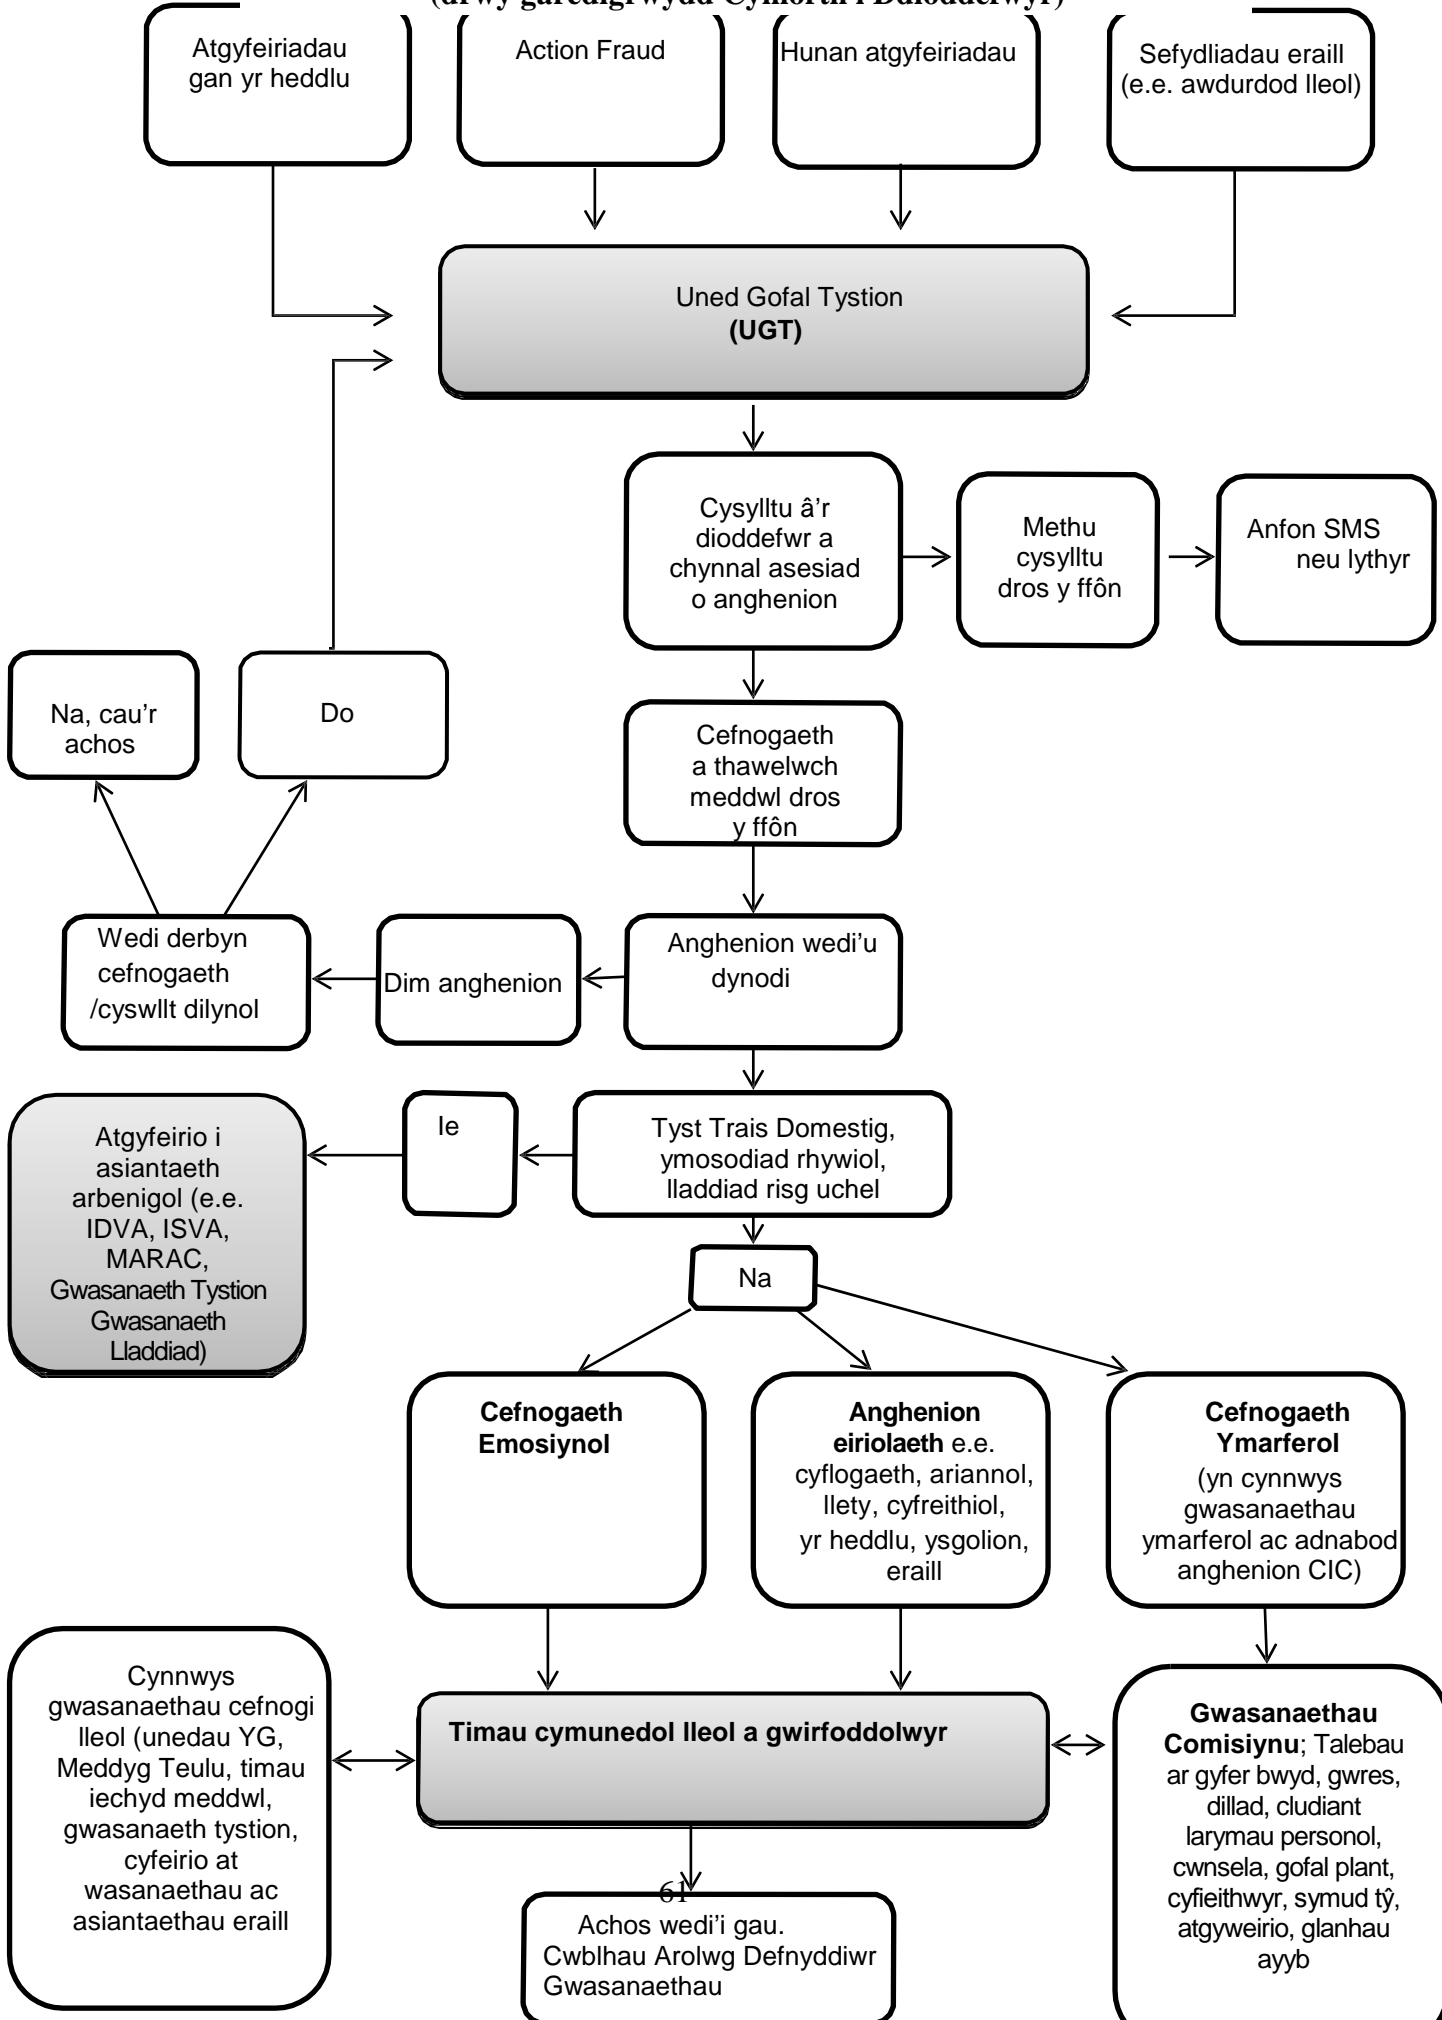 (drwy garedigrwydd Cymorth i Ddioddefwyr)
Atgyfeiriadau
gan yr heddlu
Action Fraud
Hunan atgyfeiriadau
Sefydliadau eraill
(e.e. awdurdod lleol)
Uned Gofal Tystion
(UGT)
Cysylltu â'r
dioddefwr a
chynnal asesiad
o anghenion
Methu
cysylltu
dros y ffôn
Anfon SMS
neu lythyr
Na, cau'r
achos
Do
Cefnogaeth
a thawelwch
meddwl dros
y ffôn
Wedi derbyn
cefnogaeth
/cyswllt dilynol
Dim anghenion
Anghenion wedi'u
dynodi
Atgyfeirio i
asiantaeth
arbenigol (e.e.
IDVA, ISVA,
MARAC,
Gwasanaeth Tystion
Gwasanaeth
Lladdiad)
Ie
Tyst Trais Domestig,
ymosodiad rhywiol,
lladdiad risg uchel
Na
Cefnogaeth
Emosiynol
Anghenion
eiriolaeth e.e.
cyflogaeth, ariannol,
llety, cyfreithiol,
yr heddlu, ysgolion,
eraill
Cefnogaeth
Ymarferol
(yn cynnwys
gwasanaethau
ymarferol ac adnabod
anghenion CIC)
Cynnwys
gwasanaethau cefnogi
lleol (unedau YG,
Meddyg Teulu, timau
iechyd meddwl,
gwasanaeth tystion,
cyfeirio at
wasanaethau ac
asiantaethau eraill
Timau cymunedol lleol a gwirfoddolwyr
Gwasanaethau
Comisiynu; Talebau
ar gyfer bwyd, gwres,
dillad, cludiant
larymau personol,
cwnsela, gofal plant,
cyfieithwyr, symud tŷ,
atgyweirio, glanhau
ayyb
61
Achos wedi'i gau.
Cwblhau Arolwg Defnyddiwr
Gwasanaethau